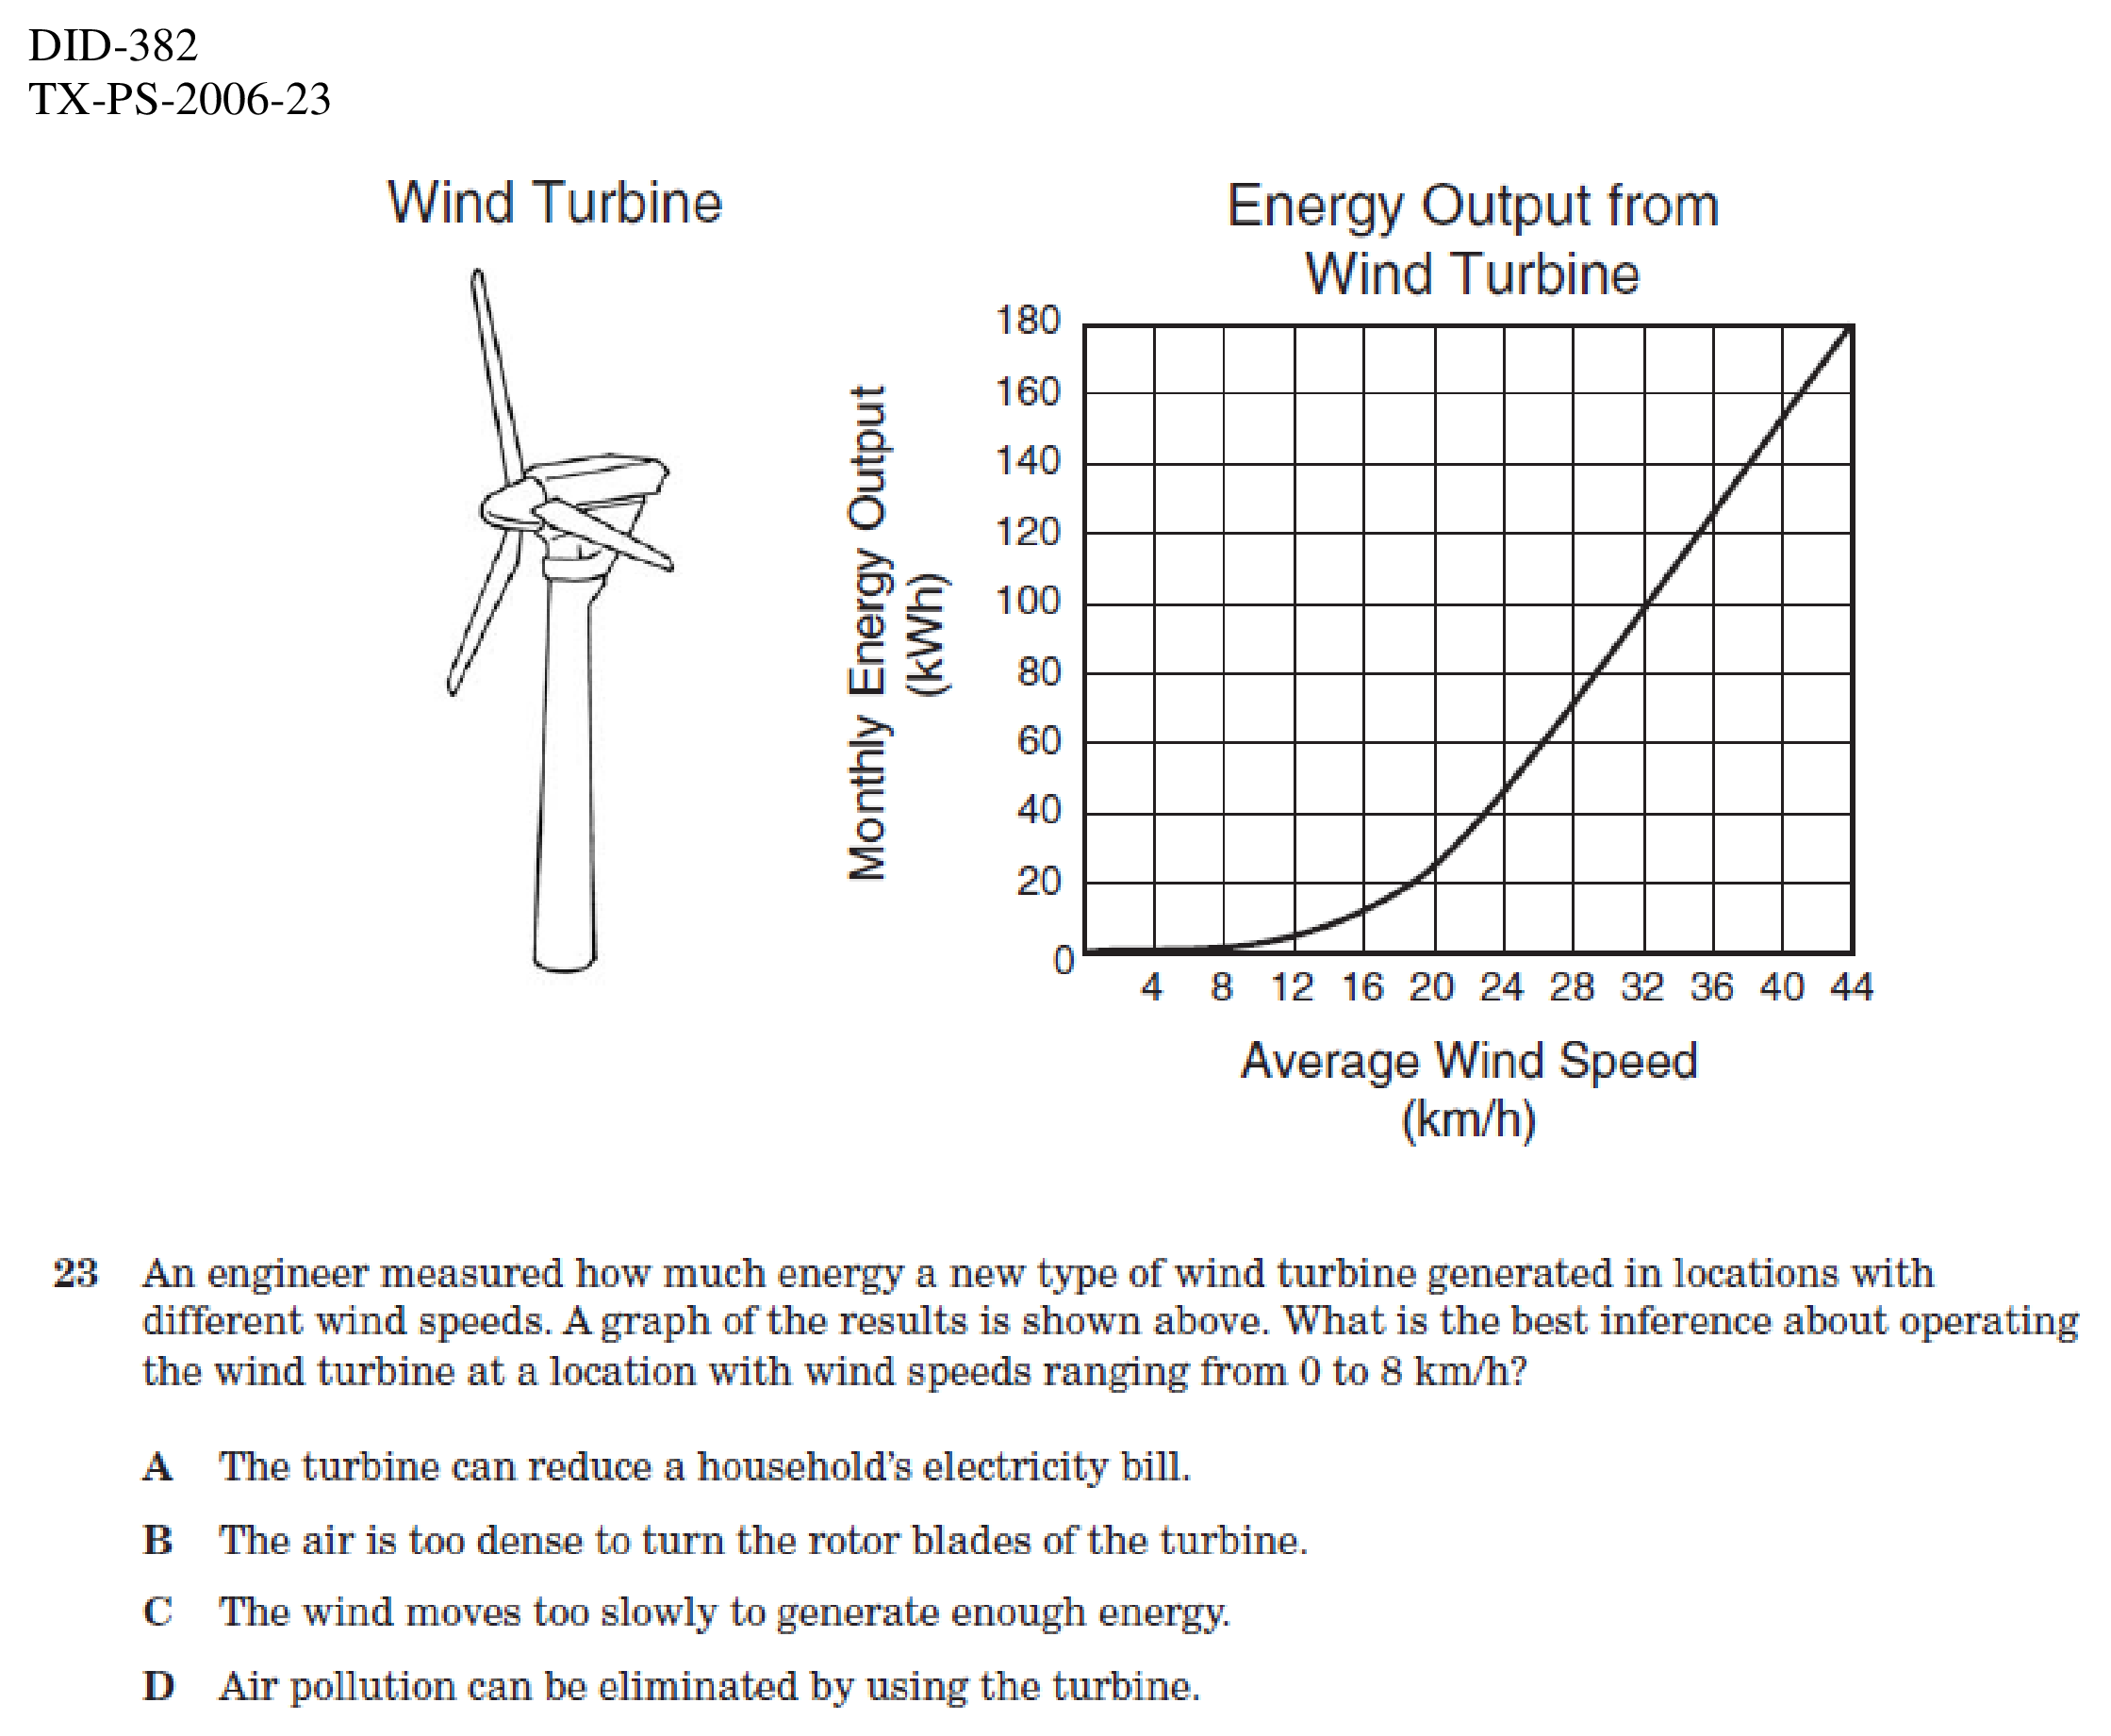 DID-382
TX-PS-2006-23
Wind Turbine
Energy Output from
Wind Turbine
Monthly Energy Output
(kWh)
180
160
140
120
100
80
60
40
20
0
4 8 12 16 20 24 28 32 36 40 44
Average Wind Speed
(km/h)
23 An engineer measured how much energy a new type of wind turbine generated in locations with
different wind speeds. A graph of the results is shown above. What is the best inference about operating
the wind turbine at a location with wind speeds ranging from 0 to 8 km/h?
A The turbine can reduce a household's electricity bill.
B The air is too dense to turn the rotor blades of the turbine.
C The wind moves too slowly to generate enough energy.
D Air pollution can be eliminated by using the turbine.